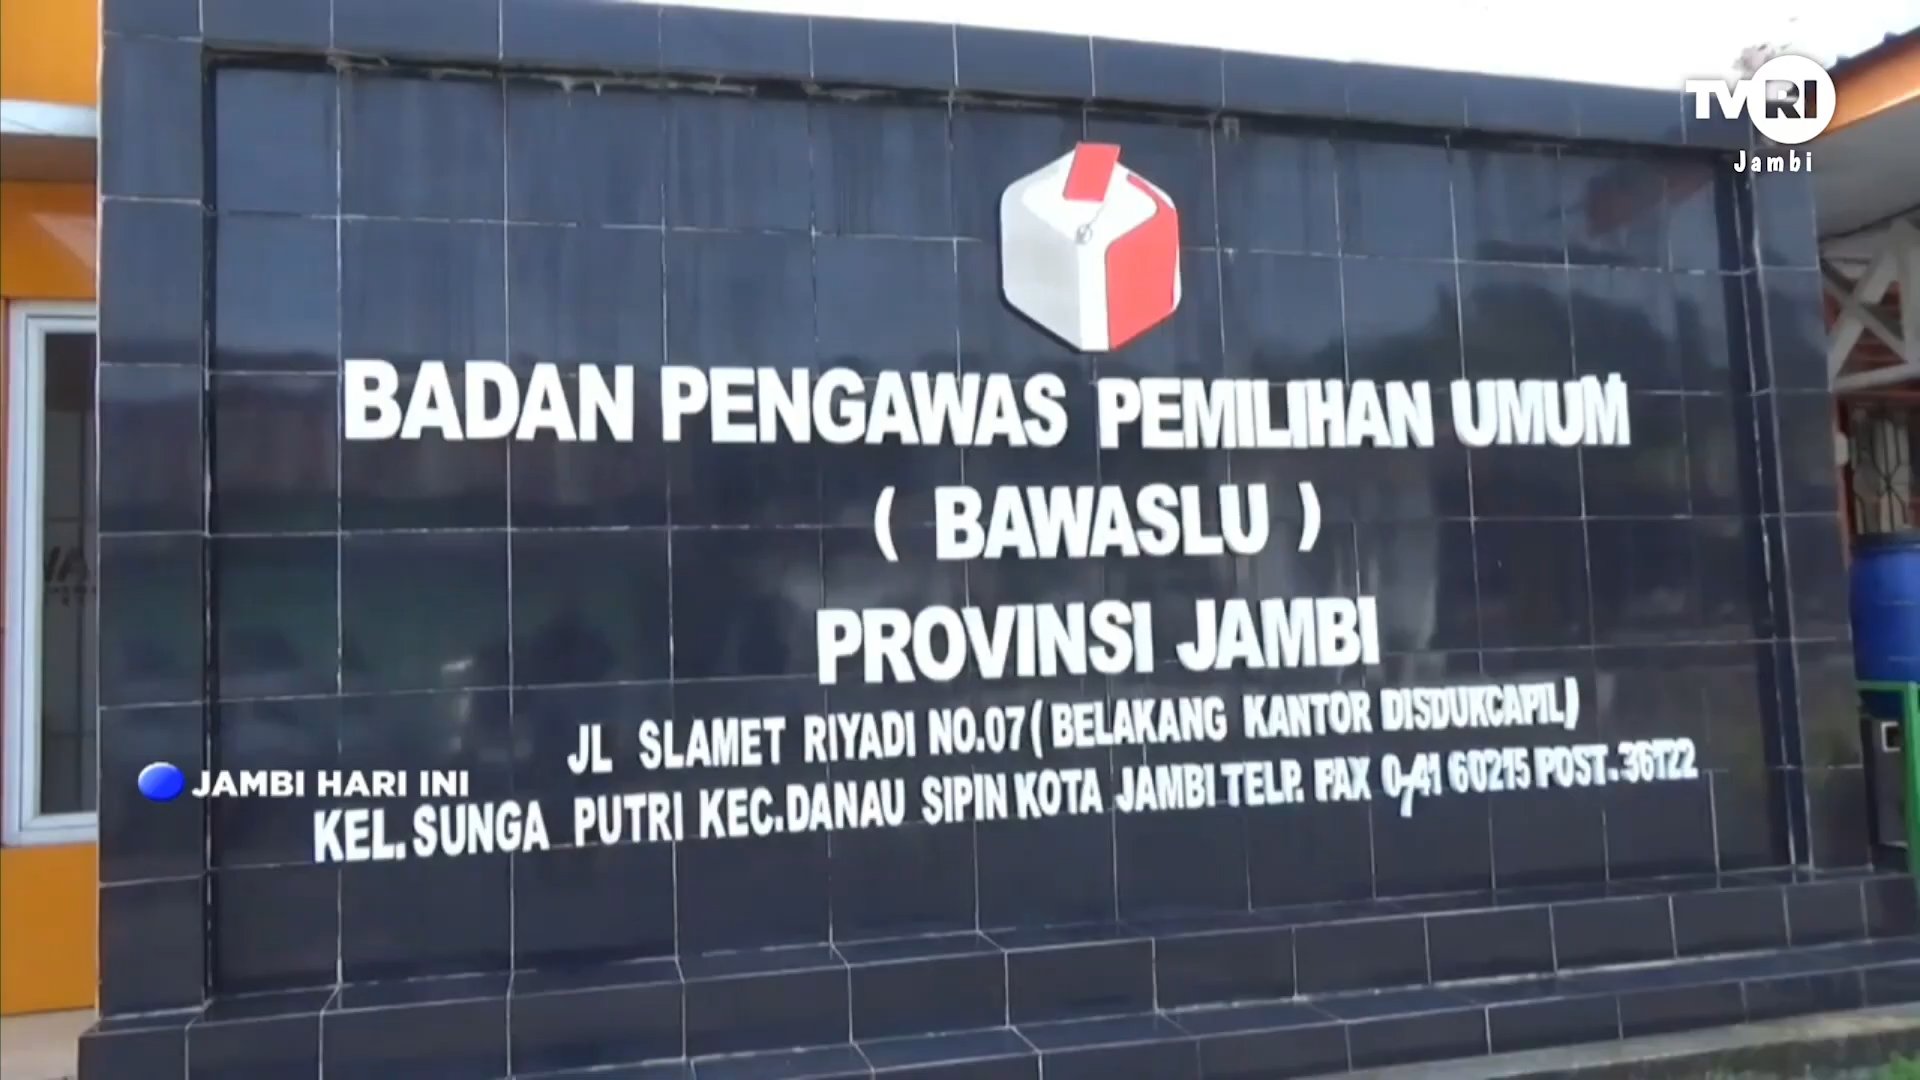 TVRI
Jambi
BADAN PENGAWAS PEMILIHAN UMUM
( BAWASLU )
PROVINSI JAMBI
JL SLAMET RIYADI NO.07 ( BELAKANG KANTOR DISDUKCAPIL)
JAMBI HARI INI
KEL. SUNGA PUTRI KEC.DANAU SIPIN KOTA JAMBI TELP. FAX 0741 60215 POST. 36122